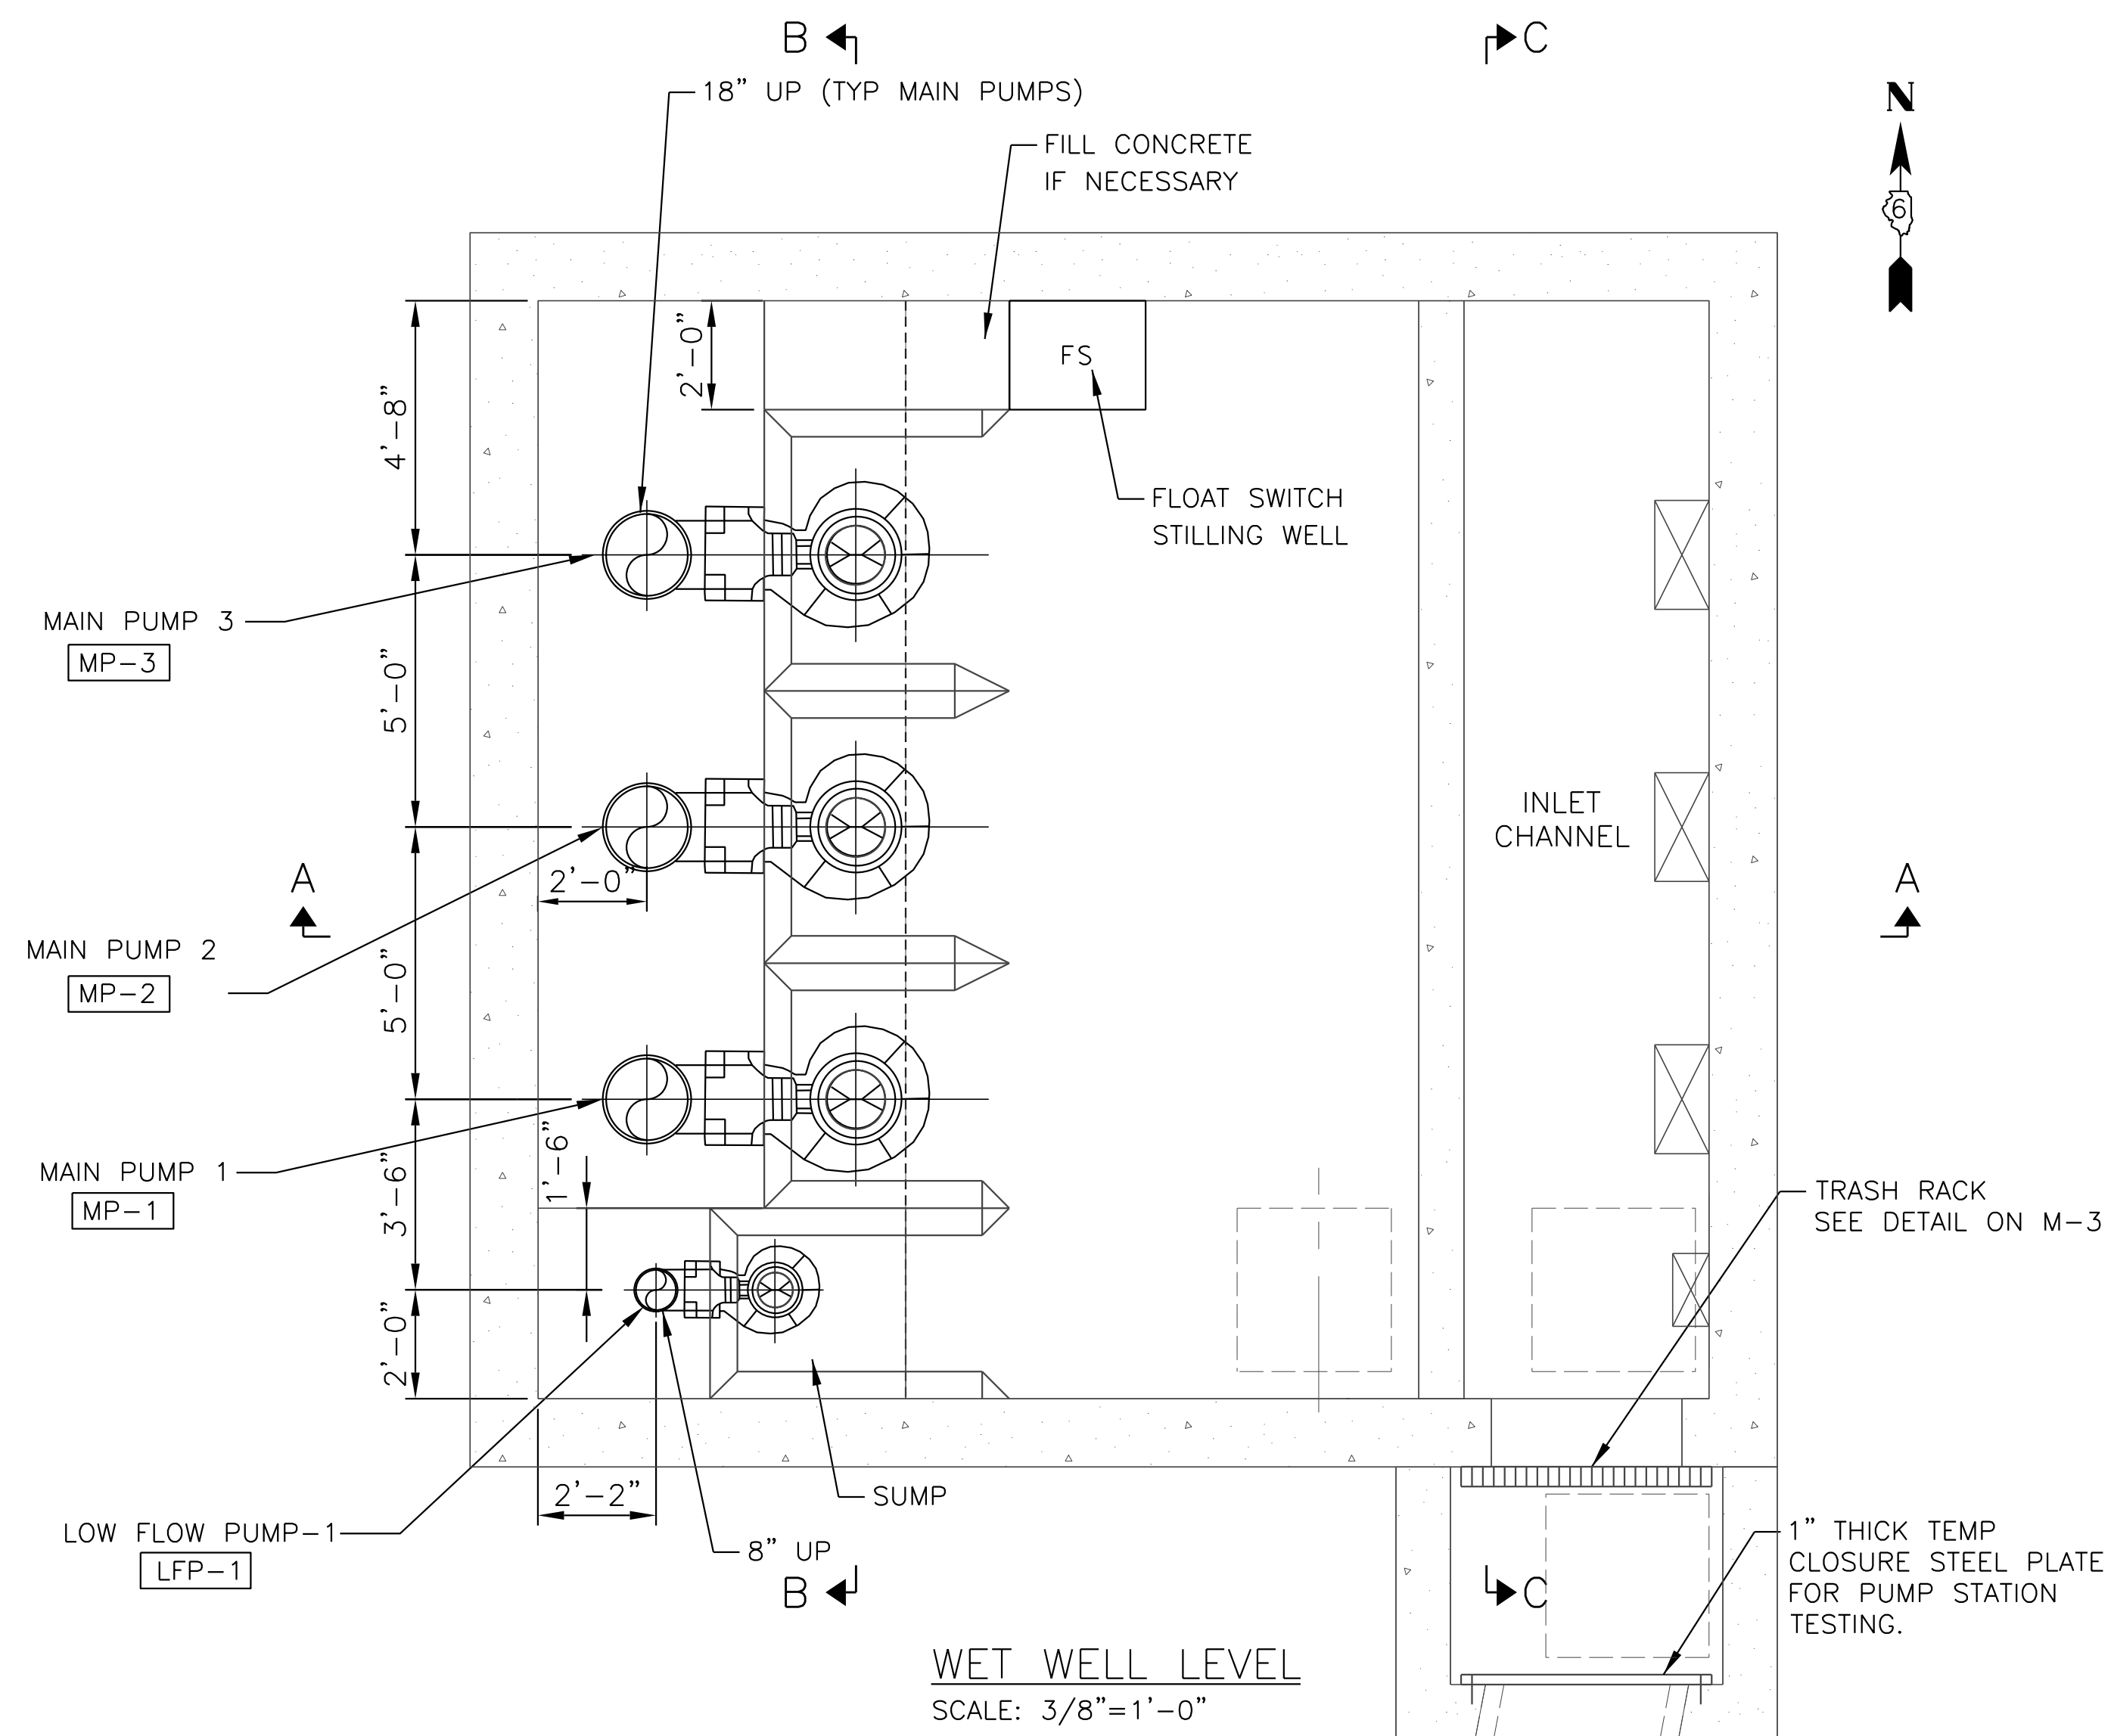 B
C
18" UP (TYP MAIN PUMPS)
N
FILL CONCRETE
IF NECESSARY
6
2'-0"
FS
4'-8"
FLOAT SWITCH
STILLING WELL
MAIN PUMP 3
MP-3
5'-0"
INLET
CHANNEL
A
2'-0"
A
MAIN PUMP 2
MP-2
5'-0"
MAIN PUMP 1
MP-1
1'-6"
3'-6"
TRASH RACK
SEE DETAIL ON M-3
2'-0"
2'-2"
SUMP
LOW FLOW PUMP-1
LFP-1
8" UP
B
C
1" THICK TEMP
CLOSURE STEEL PLATE
FOR PUMP STATION
TESTING.
WET WELL LEVEL
SCALE: 3/8"=1'-0"